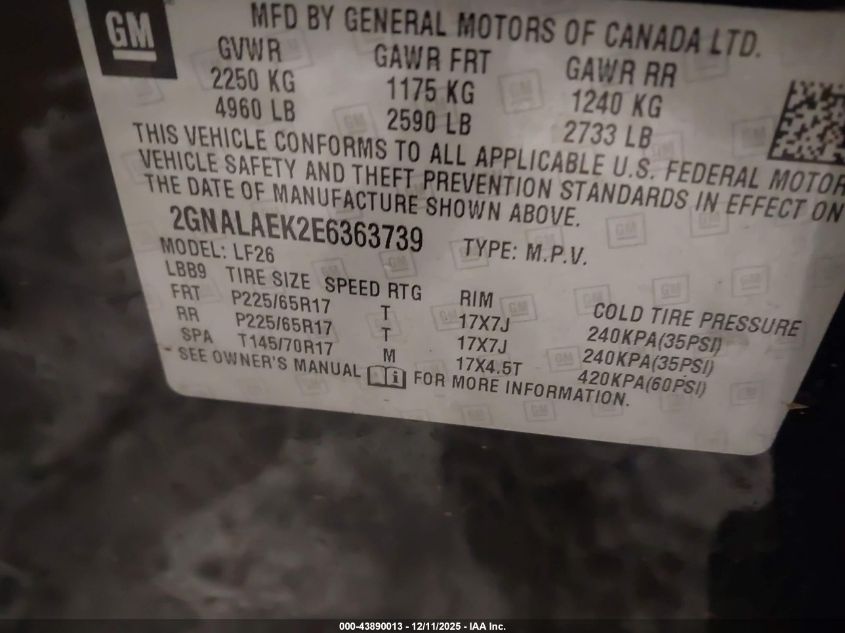 GM
MFD BY GENERAL MOTORS OF CANADA LTD.
GVWR GAWR FRT GAWR RR
2250 KG 1175 KG 1240 KG
4960 LB 2590 LB 2733 LB
THIS VEHICLE CONFORMS TO ALL APPLICABLE U.S. FEDERAL MOTOR
VEHICLE SAFETY AND THEFT PREVENTION STANDARDS IN EFFECT ON
THE DATE OF MANUFACTURE SHOWN ABOVE.
2GNALAEK2E6363739 TYPE: M.P.V.
MODEL: LF26
LBB9 TIRE SIZE SPEED RTG RIM COLD TIRE PRESSURE
FRT P225/65R17 T 17X7J 240KPA(35PSI)
RR P225/65R17 T 17X7J 240KPA(35PSI)
SPA T145/70R17 M 17X4.5T 420KPA(60PSI)
SEE OWNER'S MANUAL FOR MORE INFORMATION.
000-43890013 - 12/11/2025 - IAA Inc.